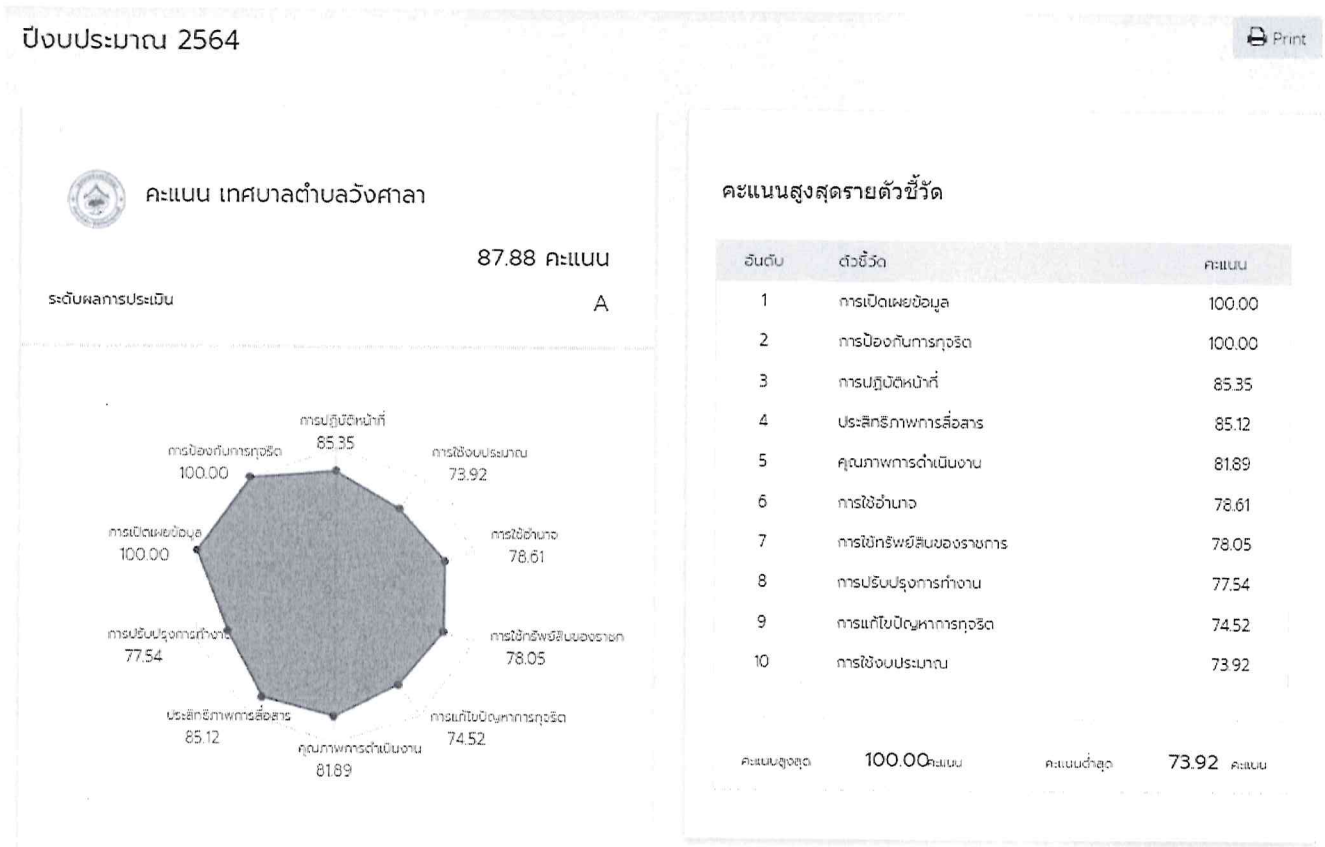 ปีงบประมาณ 2564
Print
คะแนน เทศบาลตำบลวังศาลา
87.88 คะแนน
ระดับผลการประเมิน A
การปฏิบัติหน้าที่
85.35
การใช้งบประมาณ
73.92
การใช้อำนาจ
78.61
การใช้ทรัพย์สินของราชก
78.05
การแก้ไขปัญหาการทุจริต
74.52
คุณภาพการดำเนินงาน
81.89
ประสิทธิภาพการสื่อสาร
85.12
การปรับปรุงการทำงาน
77.54
การเปิดเผยข้อมูล
100.00
การป้องกันการทุจริต
100.00
คะแนนสูงสุดรายตัวชี้วัด
อันดับ ตัวชี้วัด คะแนน
1 การเปิดเผยข้อมูล 100.00
2 การป้องกันการทุจริต 100.00
3 การปฏิบัติหน้าที่ 85.35
4 ประสิทธิภาพการสื่อสาร 85.12
5 คุณภาพการดำเนินงาน 81.89
6 การใช้อำนาจ 78.61
7 การใช้ทรัพย์สินของราชการ 78.05
8 การปรับปรุงการทำงาน 77.54
9 การแก้ไขปัญหาการทุจริต 74.52
10 การใช้งบประมาณ 73.92
คะแนนสูงสุด 100.00 คะแนน คะแนนต่ำสุด 73.92 คะแนน